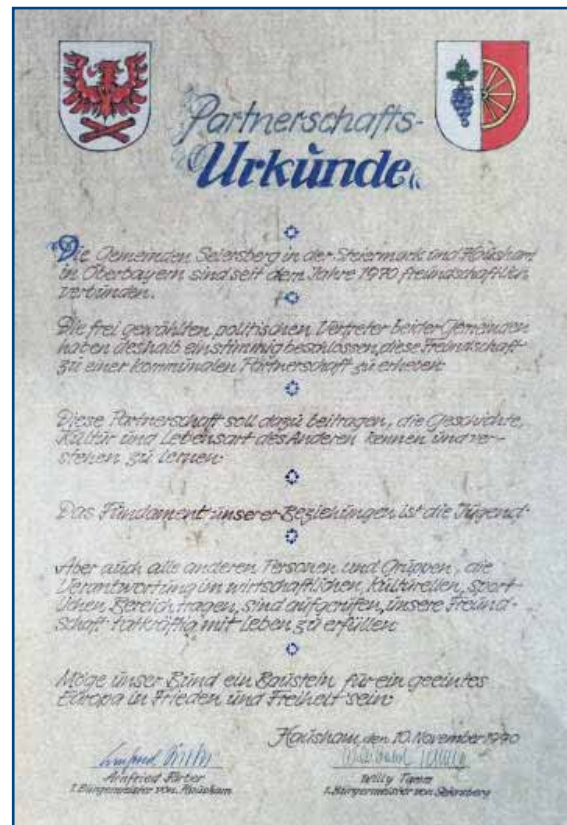 Partnerschafts-
Urkunde
Die Gemeinden Seiersberg in der Steiermark und Hausham
in Oberbayern sind seit dem Jahre 1970 freundschaftlich
verbunden.
Die frei gewählten politischen Vertreter beider Gemeinden
haben deshalb einstimmig beschlossen, diese Freundschaft
zu einer kommunalen Partnerschaft zu erheben.
Diese Partnerschaft soll dazu beitragen, die Geschichte,
Kultur und Lebensart des Anderen kennen und ver-
stehen zu lernen.
Das Fundament unserer Beziehungen ist die Jugend.
Aber auch alle anderen Personen und Gruppen, die
Verantwortung im wirtschaftlichen, kulturellen, sport-
lichen Bereich tragen, sind aufgerufen, unsere Freund-
schaft tatkräftig mit Leben zu erfüllen.
Möge unser Bund ein Baustein für ein geeintes
Europa in Frieden und Freiheit sein.
Hausham, den 10. November 1990
Arnfried Färber
Willy Tamm
1. Bürgermeister von Hausham
1. Bürgermeister von Seiersberg